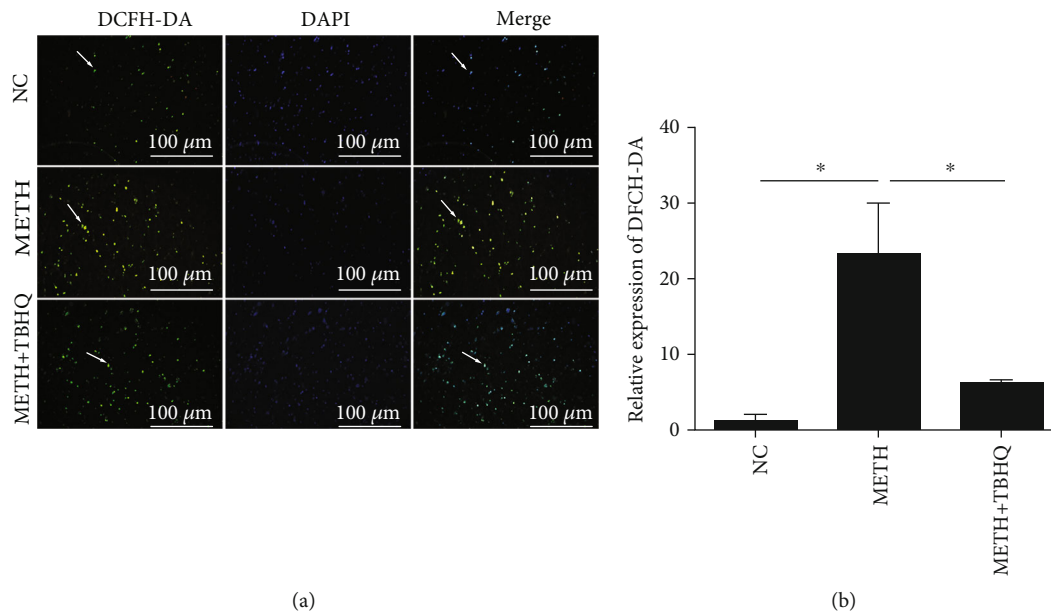 DCFH-DA DAPI Merge
NC
100 µm 100 µm 100 µm
METH
100 µm 100 µm 100 µm
METH+TBHQ
100 µm 100 µm 100 µm
(a)
Relative expression of DFCH-DA
40
30
20
10
0
* *
NC METH METH+TBHQ
(b)